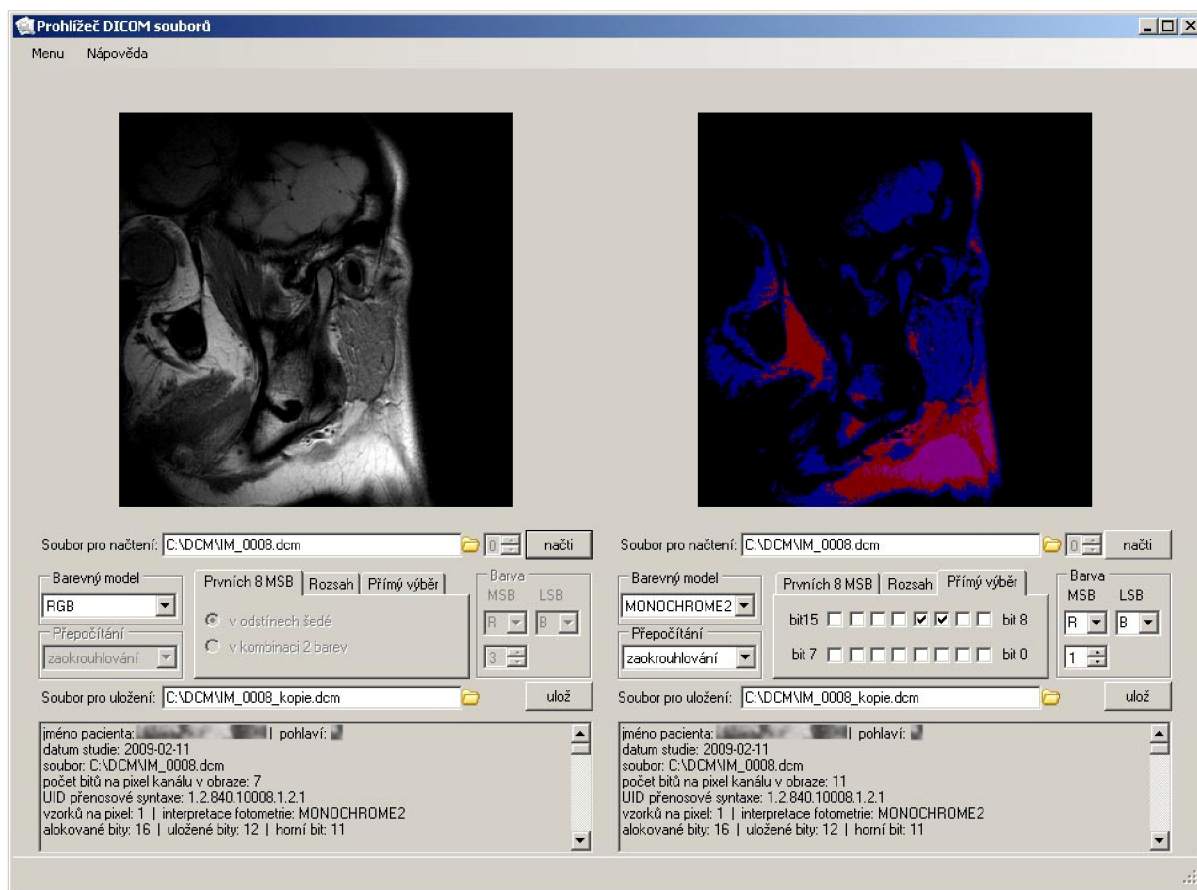 Prohlížeč DICOM souborů
Menu Nápověda
Soubor pro načtení: C:\DCM\IM_0008.dcm 0 načti
Barevný model
RGB
Přepočítání
zaokrouhlování
Prvních 8 MSB Rozsah Přímý výběr
v odstínech šedé
v kombinaci 2 barev
Barva
MSB LSB
R B
3
Soubor pro uložení: C:\DCM\IM_0008_kopie.dcm ulož
jméno pacienta: | pohlaví:
datum studie: 2009-02-11
soubor: C:\DCM\IM_0008.dcm
počet bitů na pixel kanálu v obraze: 7
UID přenosové syntaxe: 1.2.840.10008.1.2.1
vzorků na pixel: 1 | interpretace fotometrie: MONOCHROME2
alokované bity: 16 | uložené bity: 12 | horní bit: 11
Soubor pro načtení: C:\DCM\IM_0008.dcm 0 načti
Barevný model
MONOCHROME2
Přepočítání
zaokrouhlování
Prvních 8 MSB Rozsah Přímý výběr
bit15 bit 8
bit 7 bit 0
Barva
MSB LSB
R B
1
Soubor pro uložení: C:\DCM\IM_0008_kopie.dcm ulož
jméno pacienta: | pohlaví:
datum studie: 2009-02-11
soubor: C:\DCM\IM_0008.dcm
počet bitů na pixel kanálu v obraze: 11
UID přenosové syntaxe: 1.2.840.10008.1.2.1
vzorků na pixel: 1 | interpretace fotometrie: MONOCHROME2
alokované bity: 16 | uložené bity: 12 | horní bit: 11